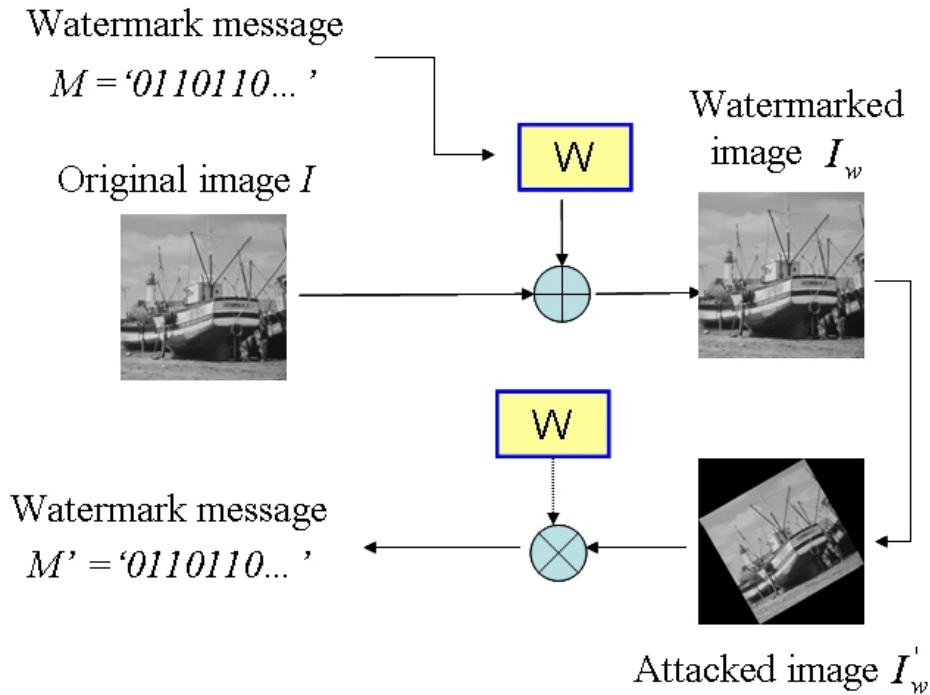 Watermark message
M = ‘0110110... ’
W
Watermarked
image I_w
Original image I
W
Watermark message
M’ = ‘0110110... ’
Attacked image I'_w